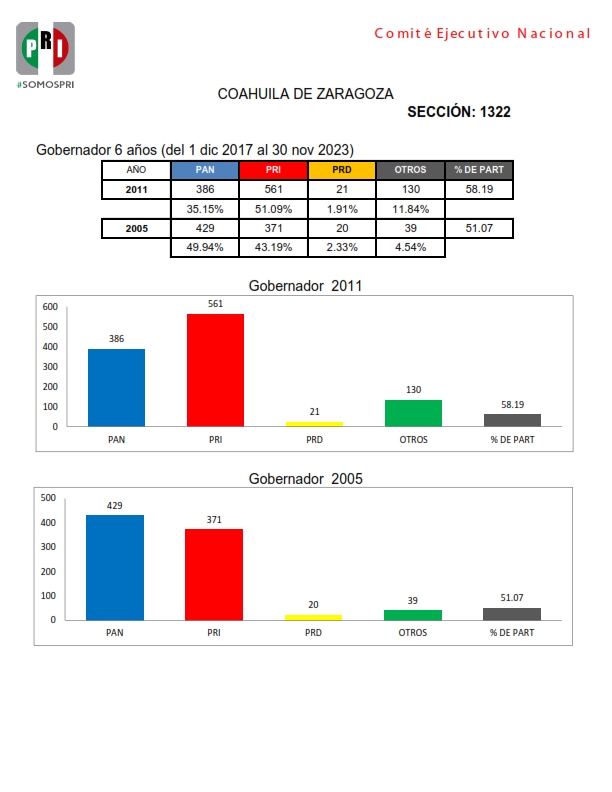 Comité Ejecutivo Nacional
PRI
#SOMOSPRI
COAHUILA DE ZARAGOZA
SECCIÓN: 1322
Gobernador 6 años (del 1 dic 2017 al 30 nov 2023)
AÑO PAN PRI PRD OTROS % DE PART
2011 386 561 21 130 58.19
35.15% 51.09% 1.91% 11.84%
2005 429 371 20 39 51.07
49.94% 43.19% 2.33% 4.54%
Gobernador 2011
600
500
400
300
200
100
0
386
561
21
130
58.19
PAN PRI PRD OTROS % DE PART
Gobernador 2005
500
400
300
200
100
0
429
371
20
39
51.07
PAN PRI PRD OTROS % DE PART